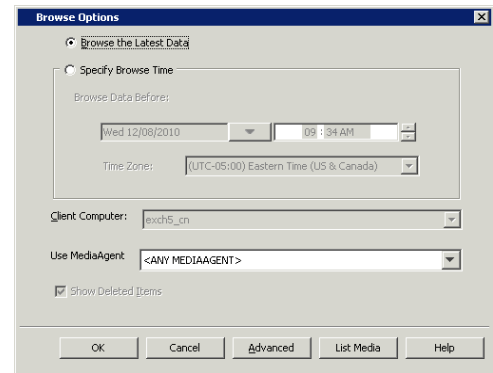 Browse Options
Browse the Latest Data
Specify Browse Time
Browse Data Before:
Wed 12/08/2010 09 : 34 AM
Time Zone: (UTC-05:00) Eastern Time (US & Canada)
Client Computer: exch5_cn
Use MediaAgent <ANY MEDIAAGENT>
Show Deleted Items
OK Cancel Advanced List Media Help